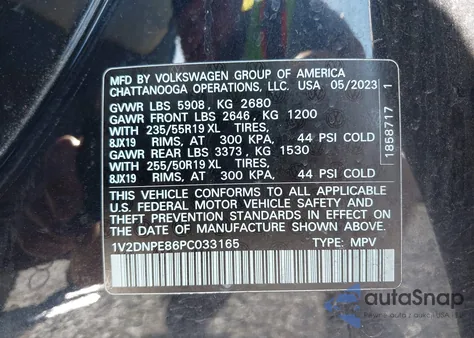 MFD BY VOLKSWAGEN GROUP OF AMERICA
CHATTANOOGA OPERATIONS, LLC. USA 05/2023
GVWR LBS 5908, KG 2680
GAWR FRONT LBS 2646, KG 1200
WITH 235/55R19 XL TIRES,
8JX19 RIMS, AT 300 KPA, 44 PSI COLD
GAWR REAR LBS 3373, KG 1530
WITH 255/50R19 XL TIRES,
8JX19 RIMS, AT 300 KPA, 44 PSI COLD
THIS VEHICLE CONFORMS TO ALL APPLICABLE
U.S. FEDERAL MOTOR VEHICLE SAFETY AND
THEFT PREVENTION STANDARDS IN EFFECT ON
THE DATE OF MANUFACTURE SHOWN ABOVE.
1V2DNPE86PC033165 TYPE: MPV
1858717 1
autoSnap